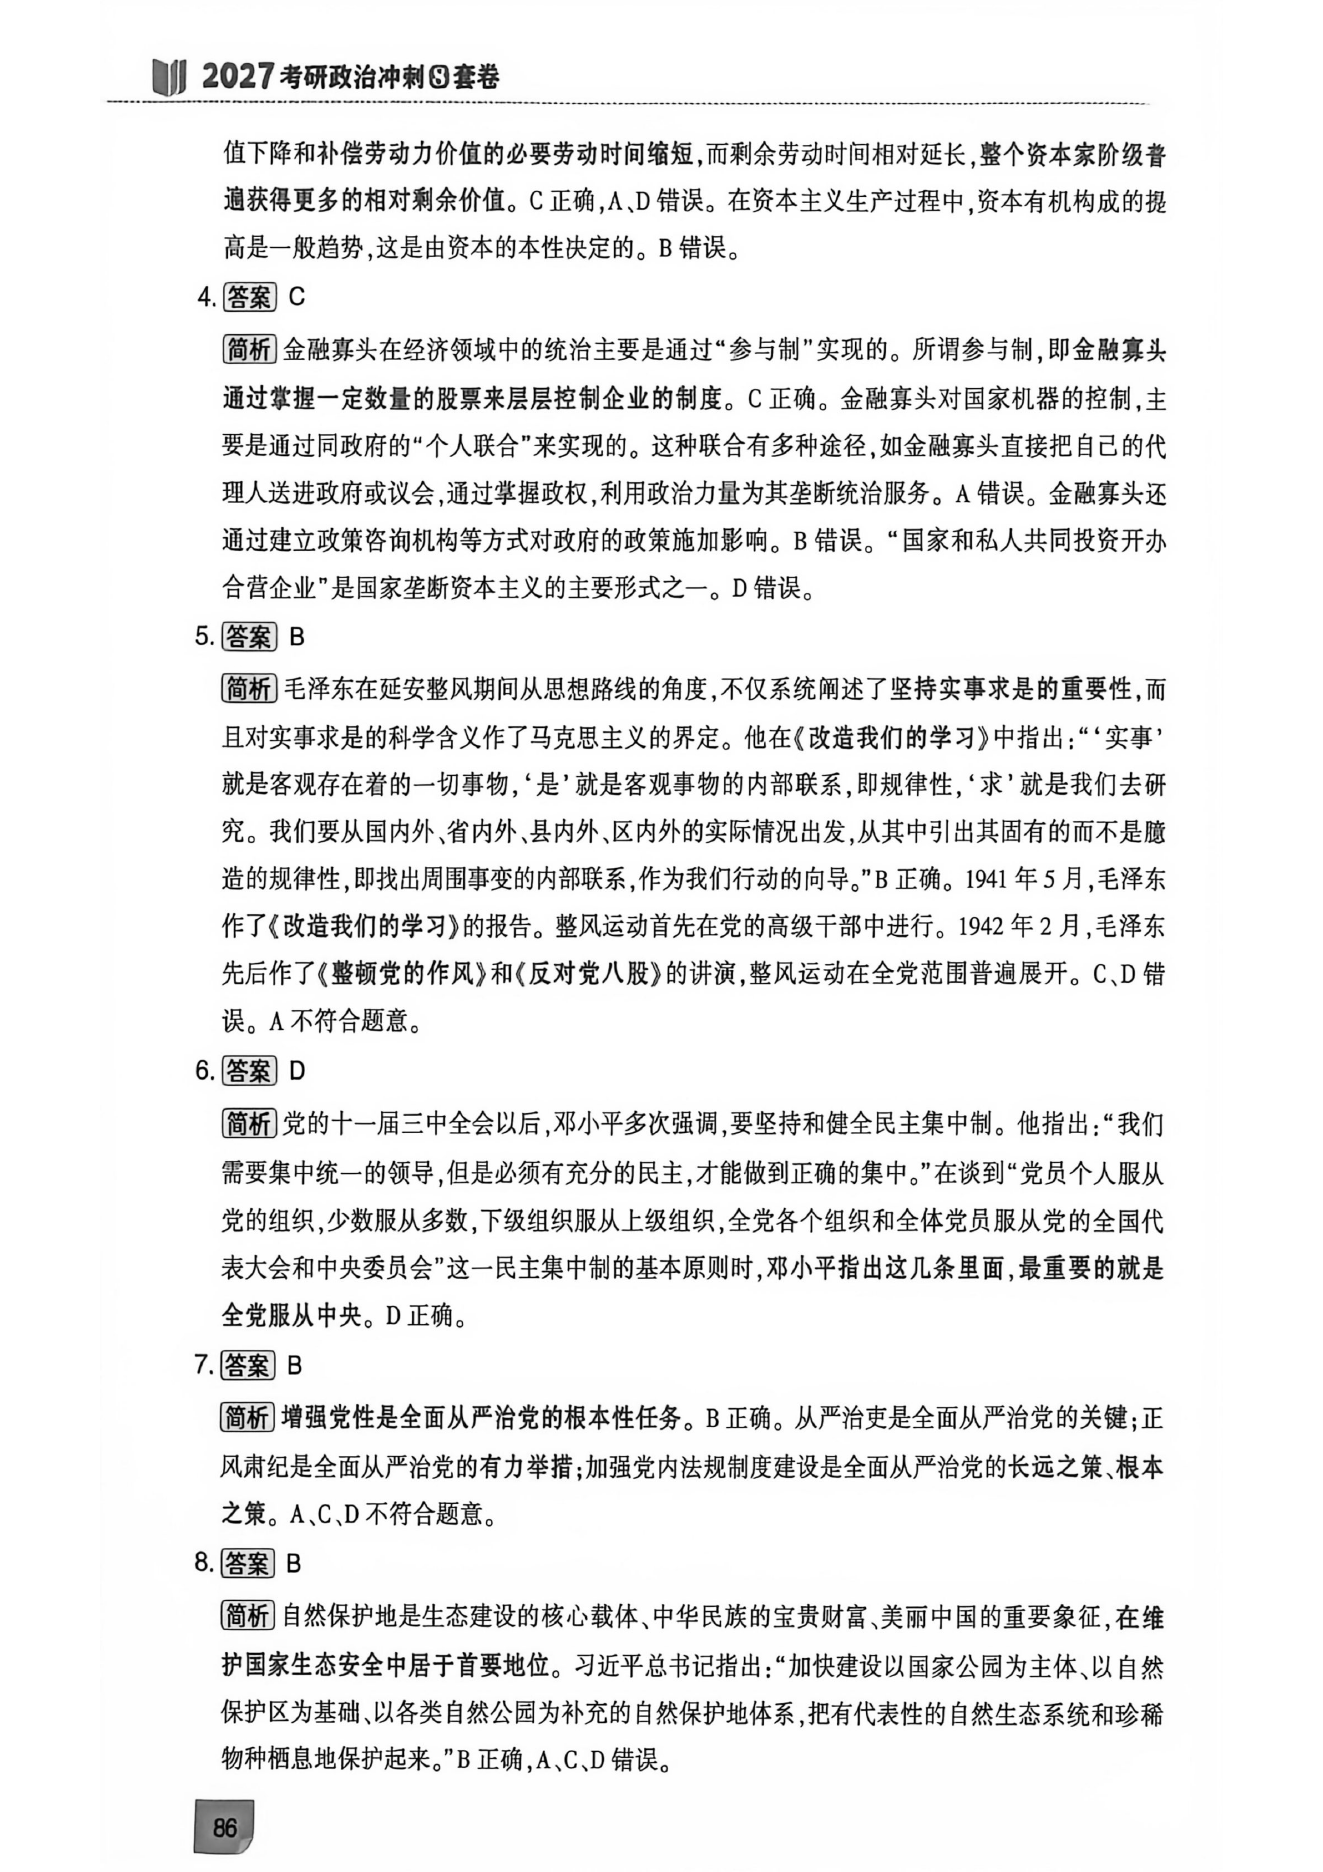 2027考研政治冲刺8套卷
值下降和补偿劳动力价值的必要劳动时间缩短,而剩余劳动时间相对延长,整个资本家阶级普
遍获得更多的相对剩余价值。C正确,A、D错误。在资本主义生产过程中,资本有机构成的提
高是一般趋势,这是由资本的本性决定的。B错误。
4. 答案 C
简析 金融寡头在经济领域中的统治主要是通过“参与制”实现的。所谓参与制,即金融寡头
通过掌握一定数量的股票来层层控制企业的制度。C正确。金融寡头对国家机器的控制,主
要是通过同政府的“个人联合”来实现的。这种联合有多种途径,如金融寡头直接把自己的代
理人送进政府或议会,通过掌握政权,利用政治力量为其垄断统治服务。A错误。金融寡头还
通过建立政策咨询机构等方式对政府的政策施加影响。B错误。“国家和私人共同投资开办
合营企业”是国家垄断资本主义的主要形式之一。D错误。
5. 答案 B
简析 毛泽东在延安整风期间从思想路线的角度,不仅系统阐述了坚持实事求是的重要性,而
且对实事求是的科学含义作了马克思主义的界定。他在《改造我们的学习》中指出:“‘实事’
就是客观存在着的一切事物,‘是’就是客观事物的内部联系,即规律性,‘求’就是我们去研
究。我们要从国内外、省内外、县内外、区内外的实际情况出发,从其中引出其固有的而不是臆
造的规律性,即找出周围事变的内部联系,作为我们行动的向导。”B正确。1941年5月,毛泽东
作了《改造我们的学习》的报告。整风运动首先在党的高级干部中进行。1942年2月,毛泽东
先后作了《整顿党的作风》和《反对党八股》的讲演,整风运动在全党范围普遍展开。C、D错
误。A不符合题意。
6. 答案 D
简析 党的十一届三中全会以后,邓小平多次强调,要坚持和健全民主集中制。他指出:“我们
需要集中统一的领导,但是必须有充分的民主,才能做到正确的集中。”在谈到“党员个人服从
党的组织,少数服从多数,下级组织服从上级组织,全党各个组织和全体党员服从党的全国代
表大会和中央委员会”这一民主集中制的基本原则时,邓小平指出这几条里面,最重要的就是
全党服从中央。D正确。
7. 答案 B
简析 增强党性是全面从严治党的根本性任务。B正确。从严治吏是全面从严治党的关键;正
风肃纪是全面从严治党的有力举措;加强党内法规制度建设是全面从严治党的长远之策、根本
之策。A、C、D不符合题意。
8. 答案 B
简析 自然保护地是生态建设的核心载体、中华民族的宝贵财富、美丽中国的重要象征,在维
护国家生态安全中居于首要地位。习近平总书记指出:“加快建设以国家公园为主体、以自然
保护区为基础、以各类自然公园为补充的自然保护地体系,把有代表性的自然生态系统和珍稀
物种栖息地保护起来。”B正确,A、C、D错误。
86